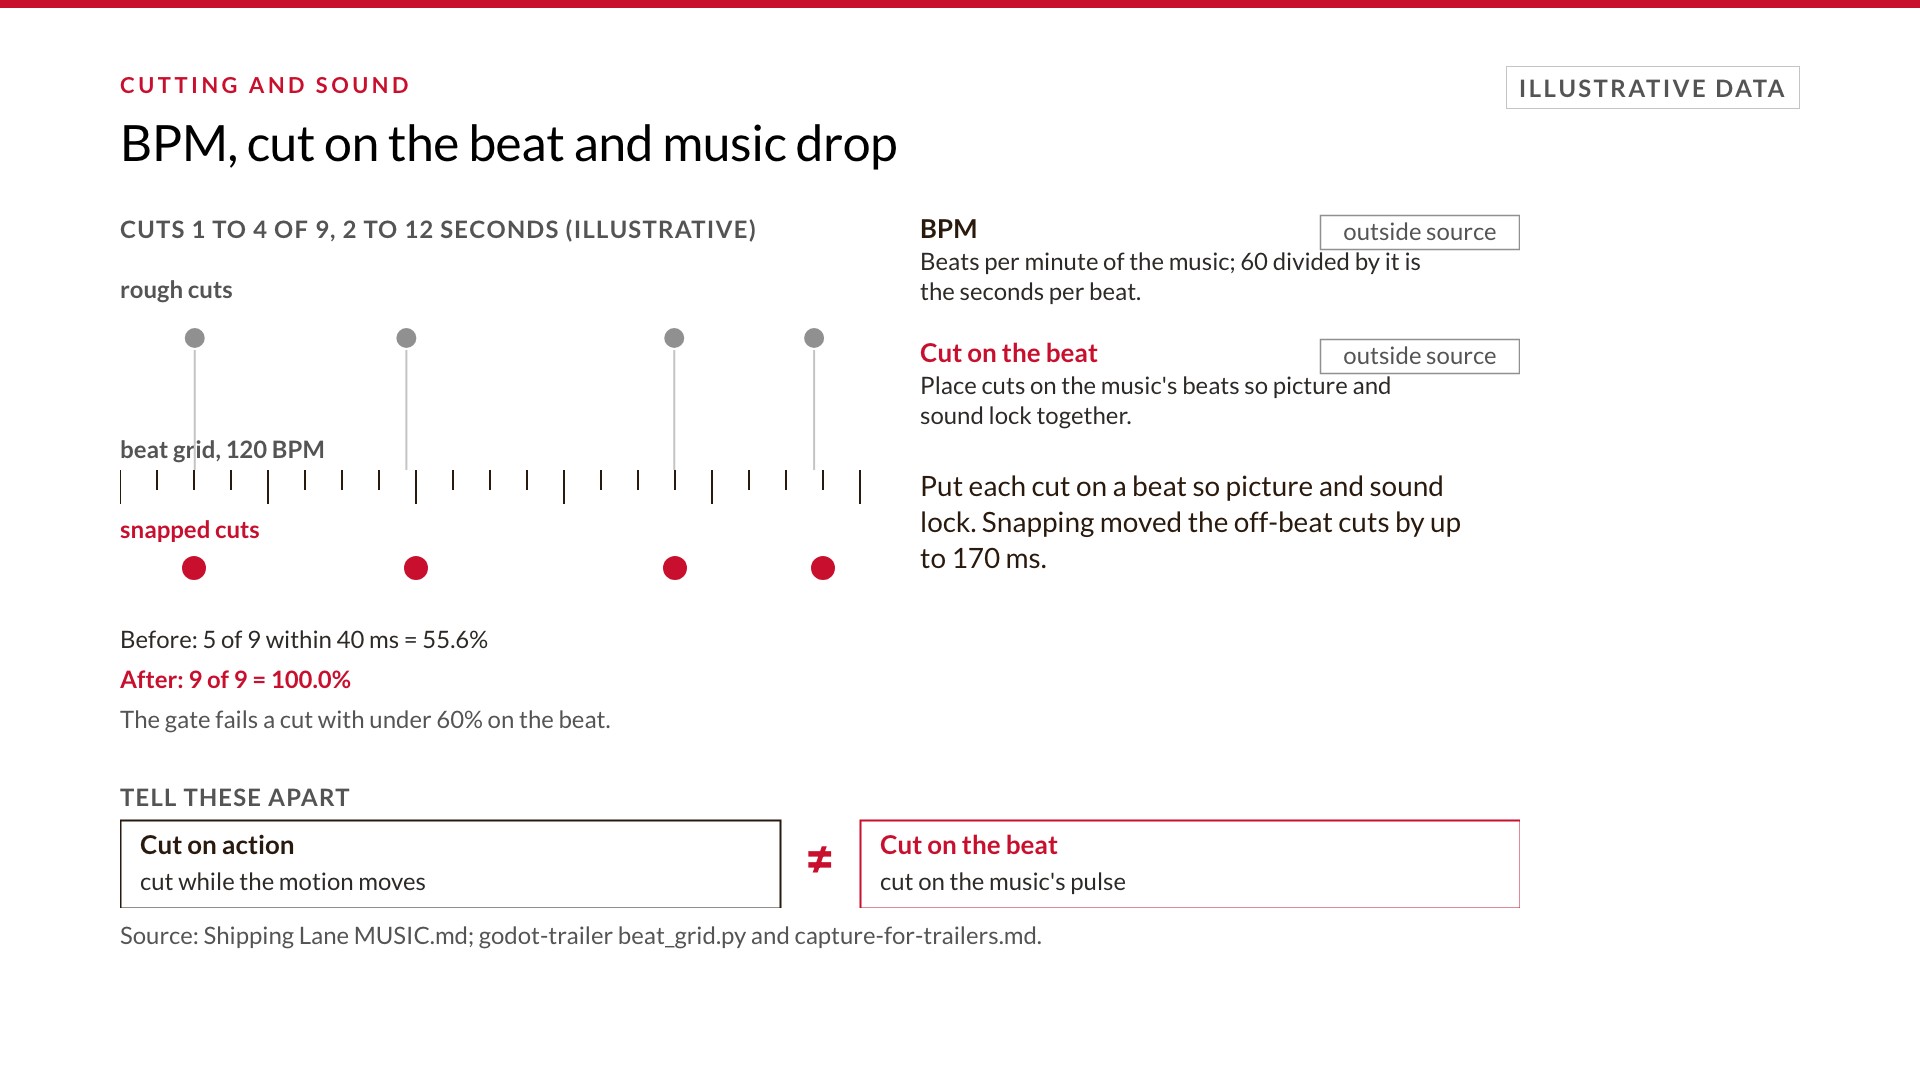 CUTTING AND SOUND
ILLUSTRATIVE DATA
BPM, cut on the beat and music drop
CUTS 1 TO 4 OF 9, 2 TO 12 SECONDS (ILLUSTRATIVE)
rough cuts
beat grid, 120 BPM
snapped cuts
Before: 5 of 9 within 40 ms = 55.6%
After: 9 of 9 = 100.0%
The gate fails a cut with under 60% on the beat.
BPM
outside source
Beats per minute of the music; 60 divided by it is
the seconds per beat.
Cut on the beat
outside source
Place cuts on the music's beats so picture and
sound lock together.
Put each cut on a beat so picture and sound
lock. Snapping moved the off-beat cuts by up
to 170 ms.
TELL THESE APART
Cut on action
cut while the motion moves
≠
Cut on the beat
cut on the music's pulse
Source: Shipping Lane MUSIC.md; godot-trailer beat_grid.py and capture-for-trailers.md.